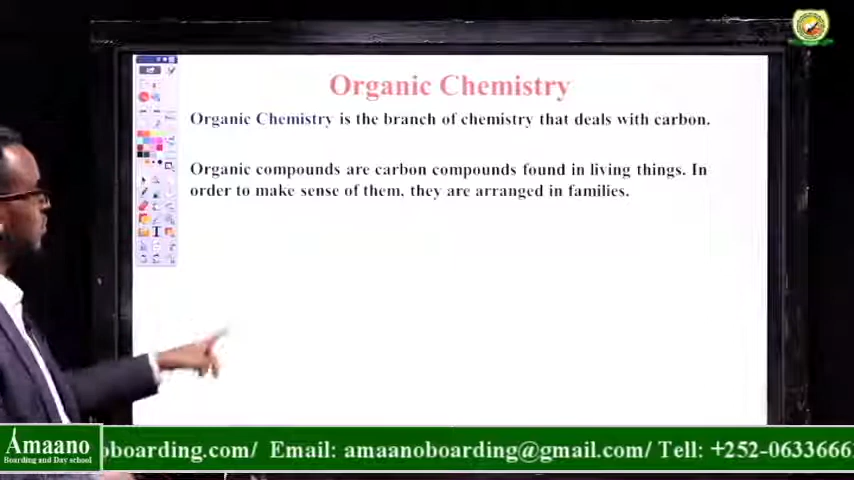 Organic Chemistry
Organic Chemistry is the branch of chemistry that deals with carbon.
Organic compounds are carbon compounds found in living things. In
order to make sense of them, they are arranged in families.
Amaano
Boarding and Day school
oboarding.com/ Email: amaanoboarding@gmail.com/ Tell: +252-0633666